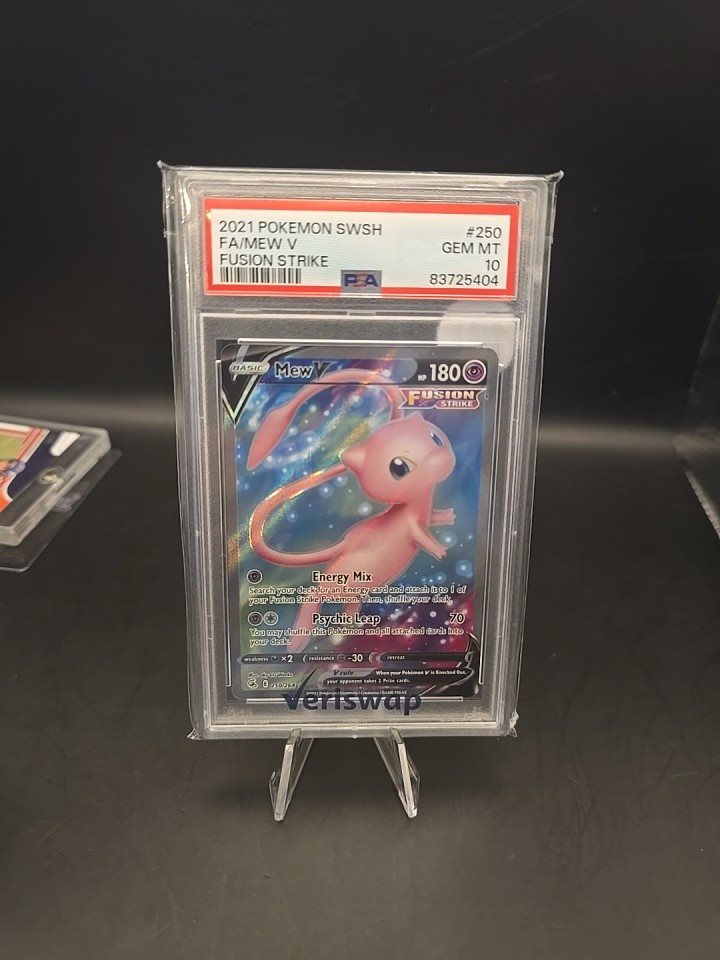 2021 POKEMON SWSH #250
FA/MEW V GEM MT
FUSION STRIKE 10
PSA 83725404
BASIC Mew V HP 180
FUSION
STRIKE
Energy Mix
Search your deck for an Energy card and attach it to 1 of
your Fusion Strike Pokémon. Then, shuffle your deck.
Psychic Leap 70
You may shuffle this Pokémon and all attached cards into
your deck.
weakness ×2 resistance -30 retreat
V rule When your Pokémon V is Knocked Out,
your opponent takes 2 Prize cards.
250/264
Veriswap